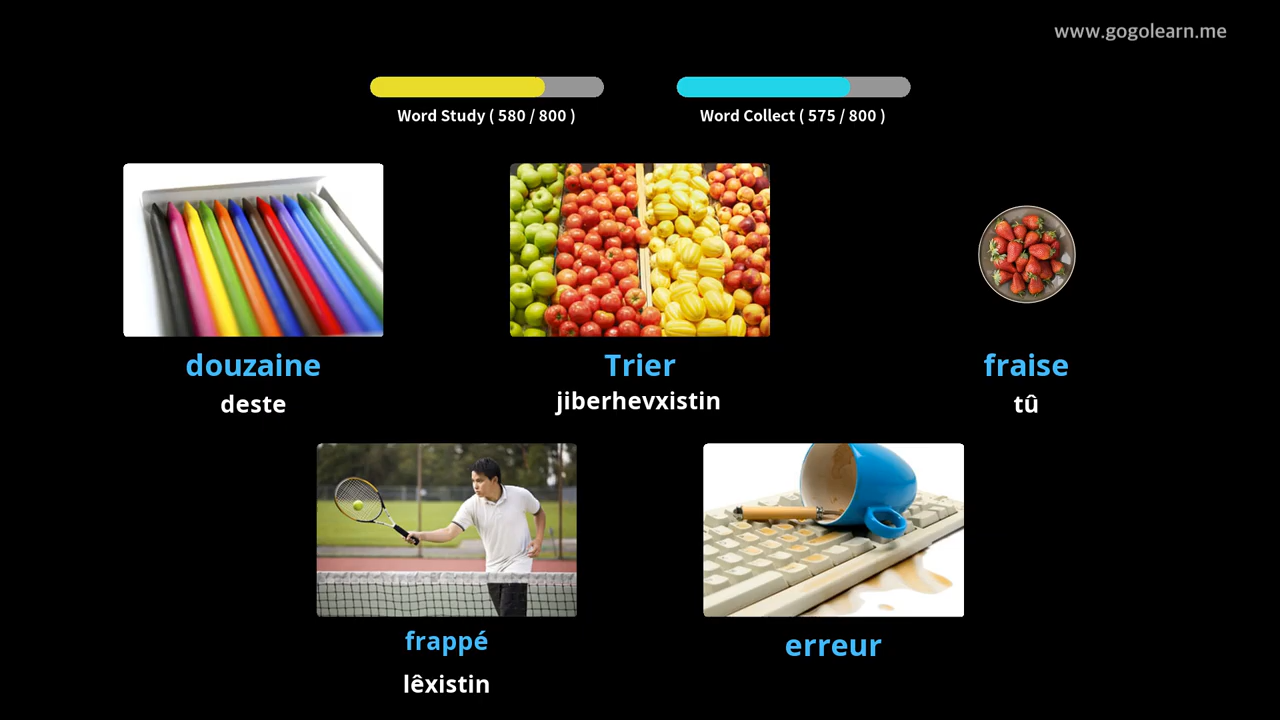 www.gogolearn.me
Word Study ( 580 / 800 )
Word Collect ( 575 / 800 )
douzaine
Trier
fraise
deste
jiberhevxistin
tû
frappé
erreur
lêxistin